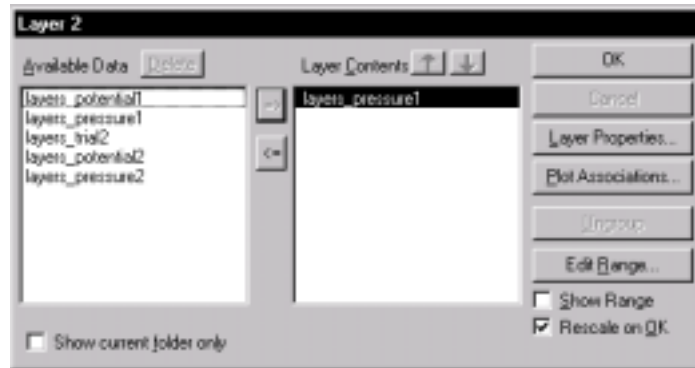 Layer 2
Available Data
Delete
Layer Contents
OK
layers_potential1
layers_pressure1
layers_trial2
layers_potential2
layers_pressure2
=>
<=
layers_pressure1
Cancel
Layer Properties...
Plot Associations...
Ungroup
Edit Range...
Show Range
Rescale on OK
Show current folder only